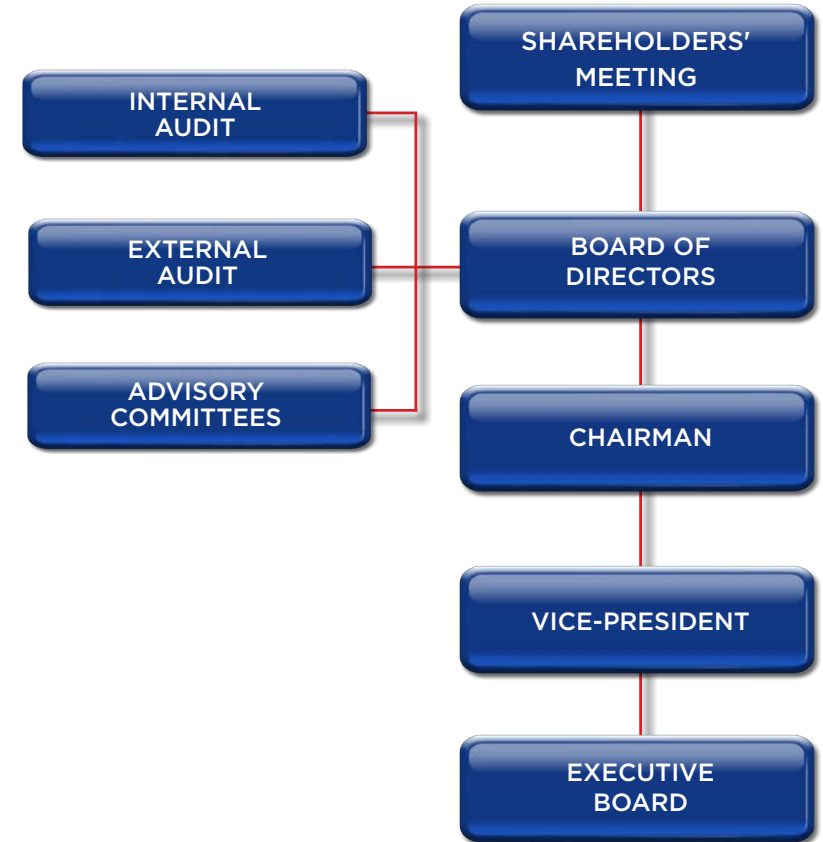 SHAREHOLDERS'
MEETING
INTERNAL
AUDIT
EXTERNAL
AUDIT
BOARD OF
DIRECTORS
ADVISORY
COMMITTEES
CHAIRMAN
VICE-PRESIDENT
EXECUTIVE
BOARD